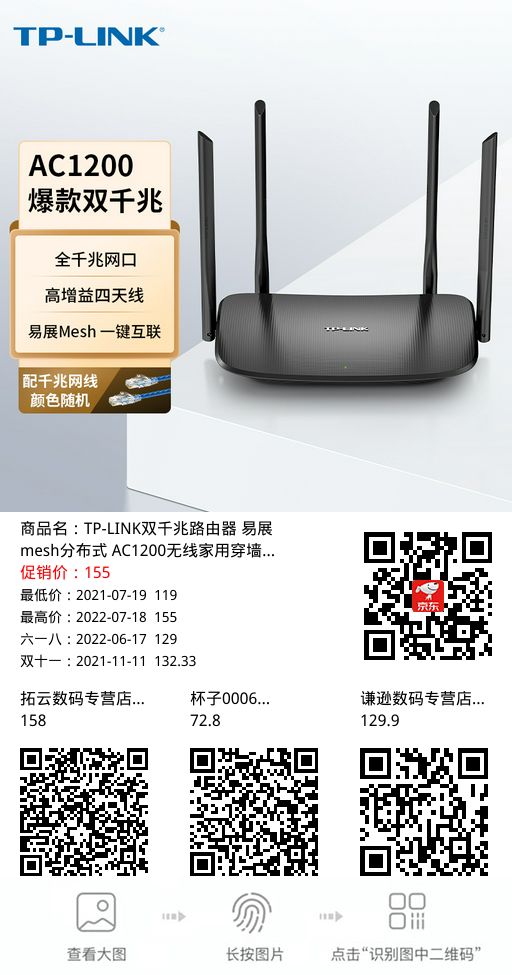 TP-LINK®
AC1200
爆款双千兆
全千兆网口
高增益四天线
易展Mesh 一键互联
配千兆网线
颜色随机
TP-LINK
商品名：TP-LINK双千兆路由器 易展
mesh分布式 AC1200无线家用穿墙...
促销价：155
最低价：2021-07-19 119
最高价：2022-07-18 155
六一八：2022-06-17 129
双十一：2021-11-11 132.33
京东
拓云数码专营店...
158
杯子0006...
72.8
谦逊数码专营店...
129.9
查看大图
长按图片
点击“识别图中二维码”